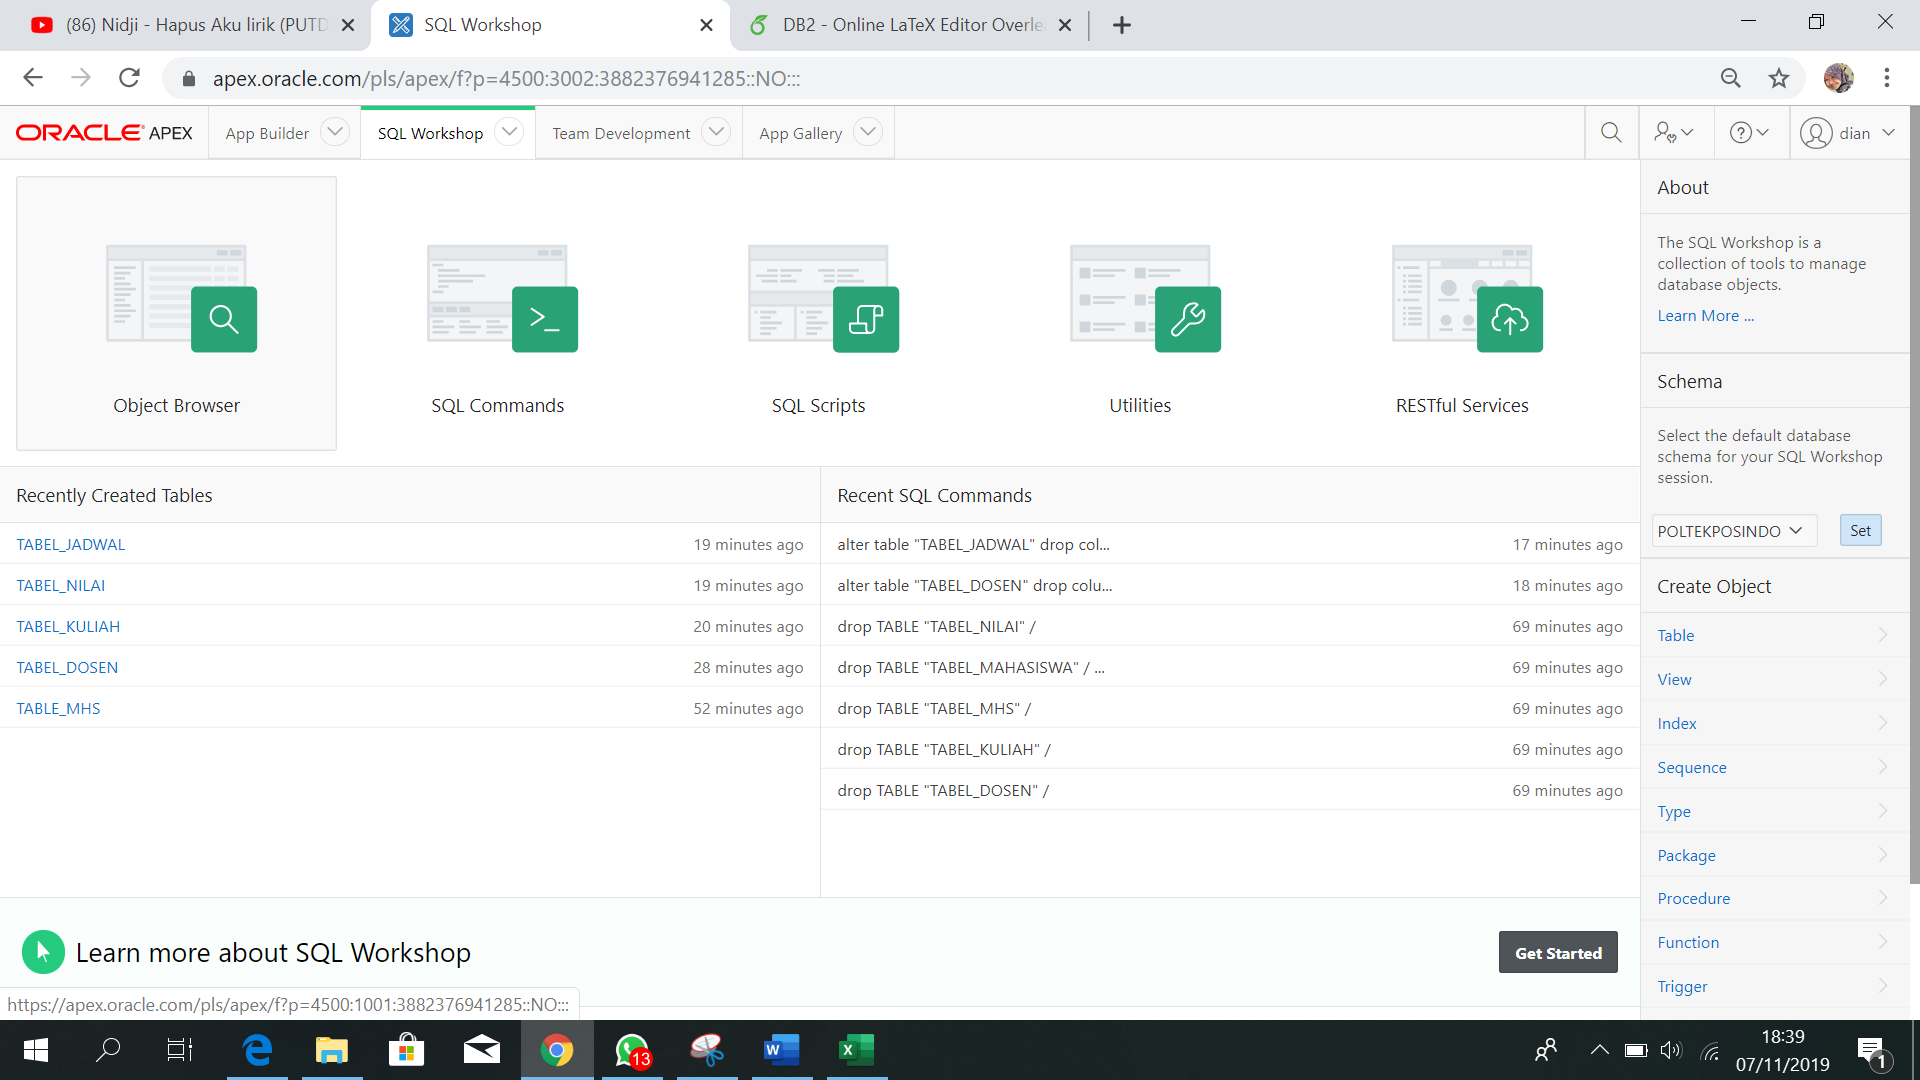 (86) Nidji - Hapus Aku lirik (PUTD
SQL Workshop
DB2 - Online LaTeX Editor Overle
apex.oracle.com/pls/apex/f?p=4500:3002:3882376941285::NO:::
ORACLE APEX
App Builder
SQL Workshop
Team Development
App Gallery
dian
Object Browser
SQL Commands
SQL Scripts
Utilities
RESTful Services
Recently Created Tables
TABEL_JADWAL 19 minutes ago
TABEL_NILAI 19 minutes ago
TABEL_KULIAH 20 minutes ago
TABEL_DOSEN 28 minutes ago
TABLE_MHS 52 minutes ago
Recent SQL Commands
alter table "TABEL_JADWAL" drop col... 17 minutes ago
alter table "TABEL_DOSEN" drop colu... 18 minutes ago
drop TABLE "TABEL_NILAI" / 69 minutes ago
drop TABLE "TABEL_MAHASISWA" / ... 69 minutes ago
drop TABLE "TABEL_MHS" / 69 minutes ago
drop TABLE "TABEL_KULIAH" / 69 minutes ago
drop TABLE "TABEL_DOSEN" / 69 minutes ago
About
The SQL Workshop is a
collection of tools to manage
database objects.
Learn More ...
Schema
Select the default database
schema for your SQL Workshop
session.
POLTEKPOSINDO
Set
Create Object
Table
View
Index
Sequence
Type
Package
Procedure
Function
Trigger
Learn more about SQL Workshop
Get Started
https://apex.oracle.com/pls/apex/f?p=4500:1001:3882376941285::NO:::
13
18:39
07/11/2019
1